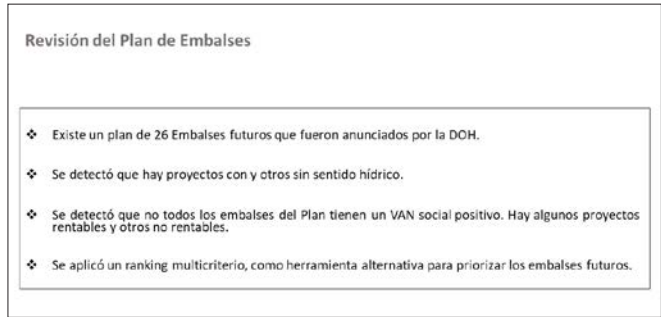 Revisión del Plan de Embalses
❖ Existe un plan de 26 Embalses futuros que fueron anunciados por la DOH.
❖ Se detectó que hay proyectos con y otros sin sentido hídrico.
❖ Se detectó que no todos los embalses del Plan tienen un VAN social positivo. Hay algunos proyectos
rentables y otros no rentables.
❖ Se aplicó un ranking multicriterio, como herramienta alternativa para priorizar los embalses futuros.